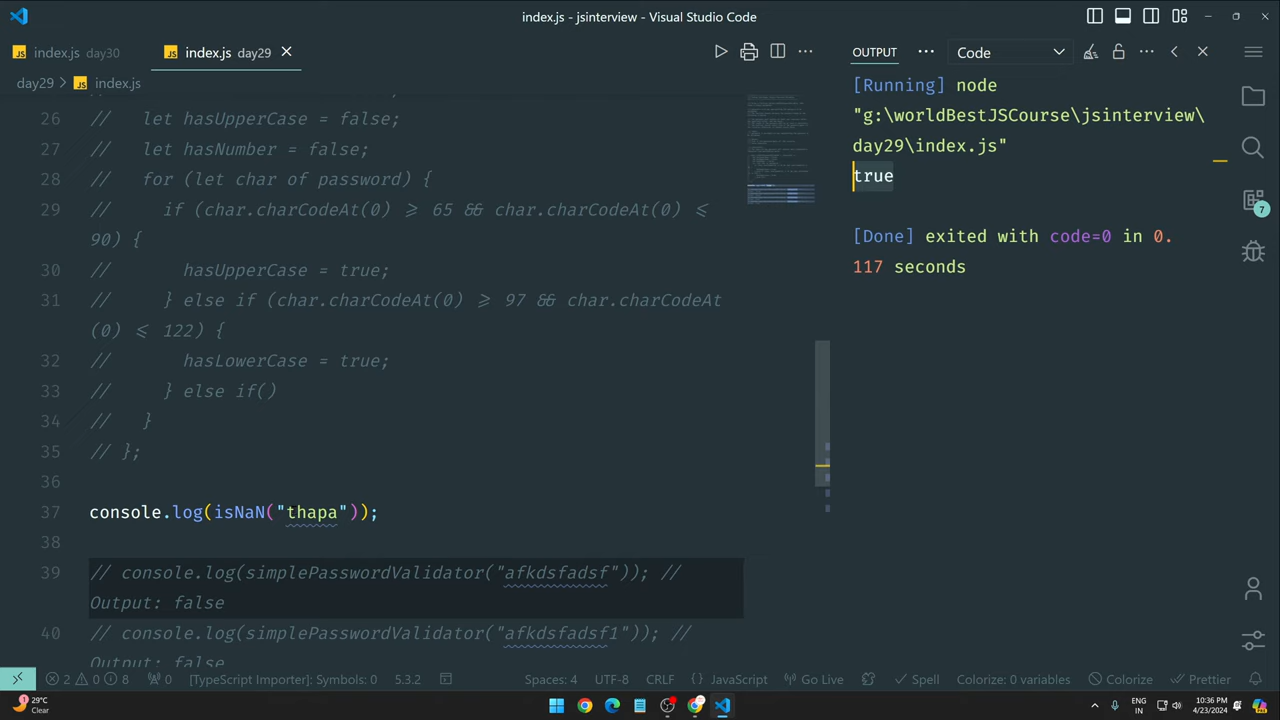 index.js - jsinterview - Visual Studio Code
JS index.js day30
JS index.js day29
OUTPUT
Code
day29 > JS index.js
let hasUpperCase = false;
27 let hasNumber = false;
28 for (let char of password) {
29 if (char.charCodeAt(0) >= 65 && char.charCodeAt(0) <=
90) {
30 // hasUpperCase = true;
31 // } else if (char.charCodeAt(0) >= 97 && char.charCodeAt
(0) <= 122) {
32 // hasLowerCase = true;
33 // } else if()
34 // }
35 // };
36
37 console.log(isNaN("thapa"));
38
39 // console.log(simplePasswordValidator("afkdsfadsf")); //
Output: false
40 // console.log(simplePasswordValidator("afkdsfadsf1")); //
Output: false
[Running] node
"g:\worldBestJSCourse\jsinterview\
day29\index.js"
true
[Done] exited with code=0 in 0.
117 seconds
7
2 0 8 0 [TypeScript Importer]: Symbols: 0 5.3.2 Spaces: 4 UTF-8 CRLF {} JavaScript Go Live Spell Colorize: 0 variables Colorize Prettier
1
29°C
Clear
ENG
IN
10:36 PM
4/23/2024